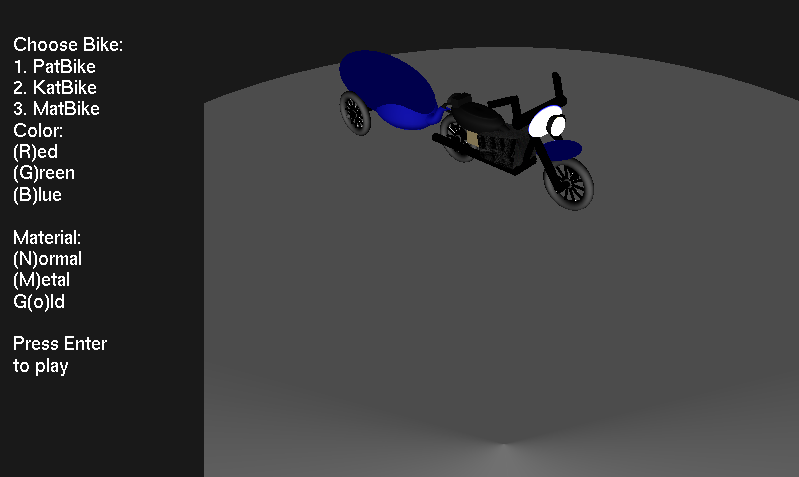 Choose Bike:
1. PatBike
2. KatBike
3. MatBike
Color:
(R)ed
(G)reen
(B)lue
Material:
(N)ormal
(M)etal
G(o)ld
Press Enter
to play